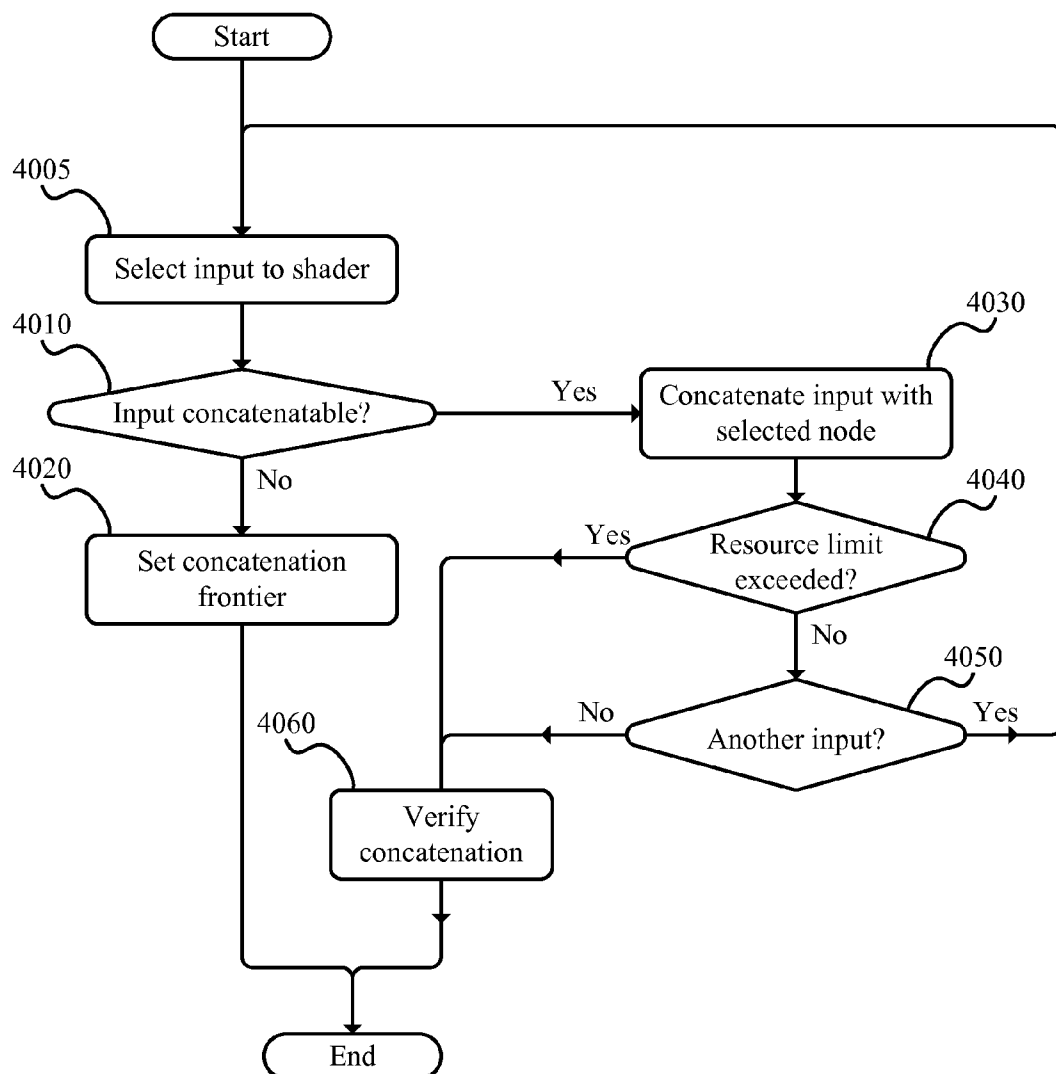 Start
4005
Select input to shader
4010
Input concatenatable?
Yes
4030
Concatenate input with
selected node
No
4020
Set concatenation
frontier
4040
Resource limit
exceeded?
Yes
No
4050
Another input?
No
Yes
4060
Verify
concatenation
End